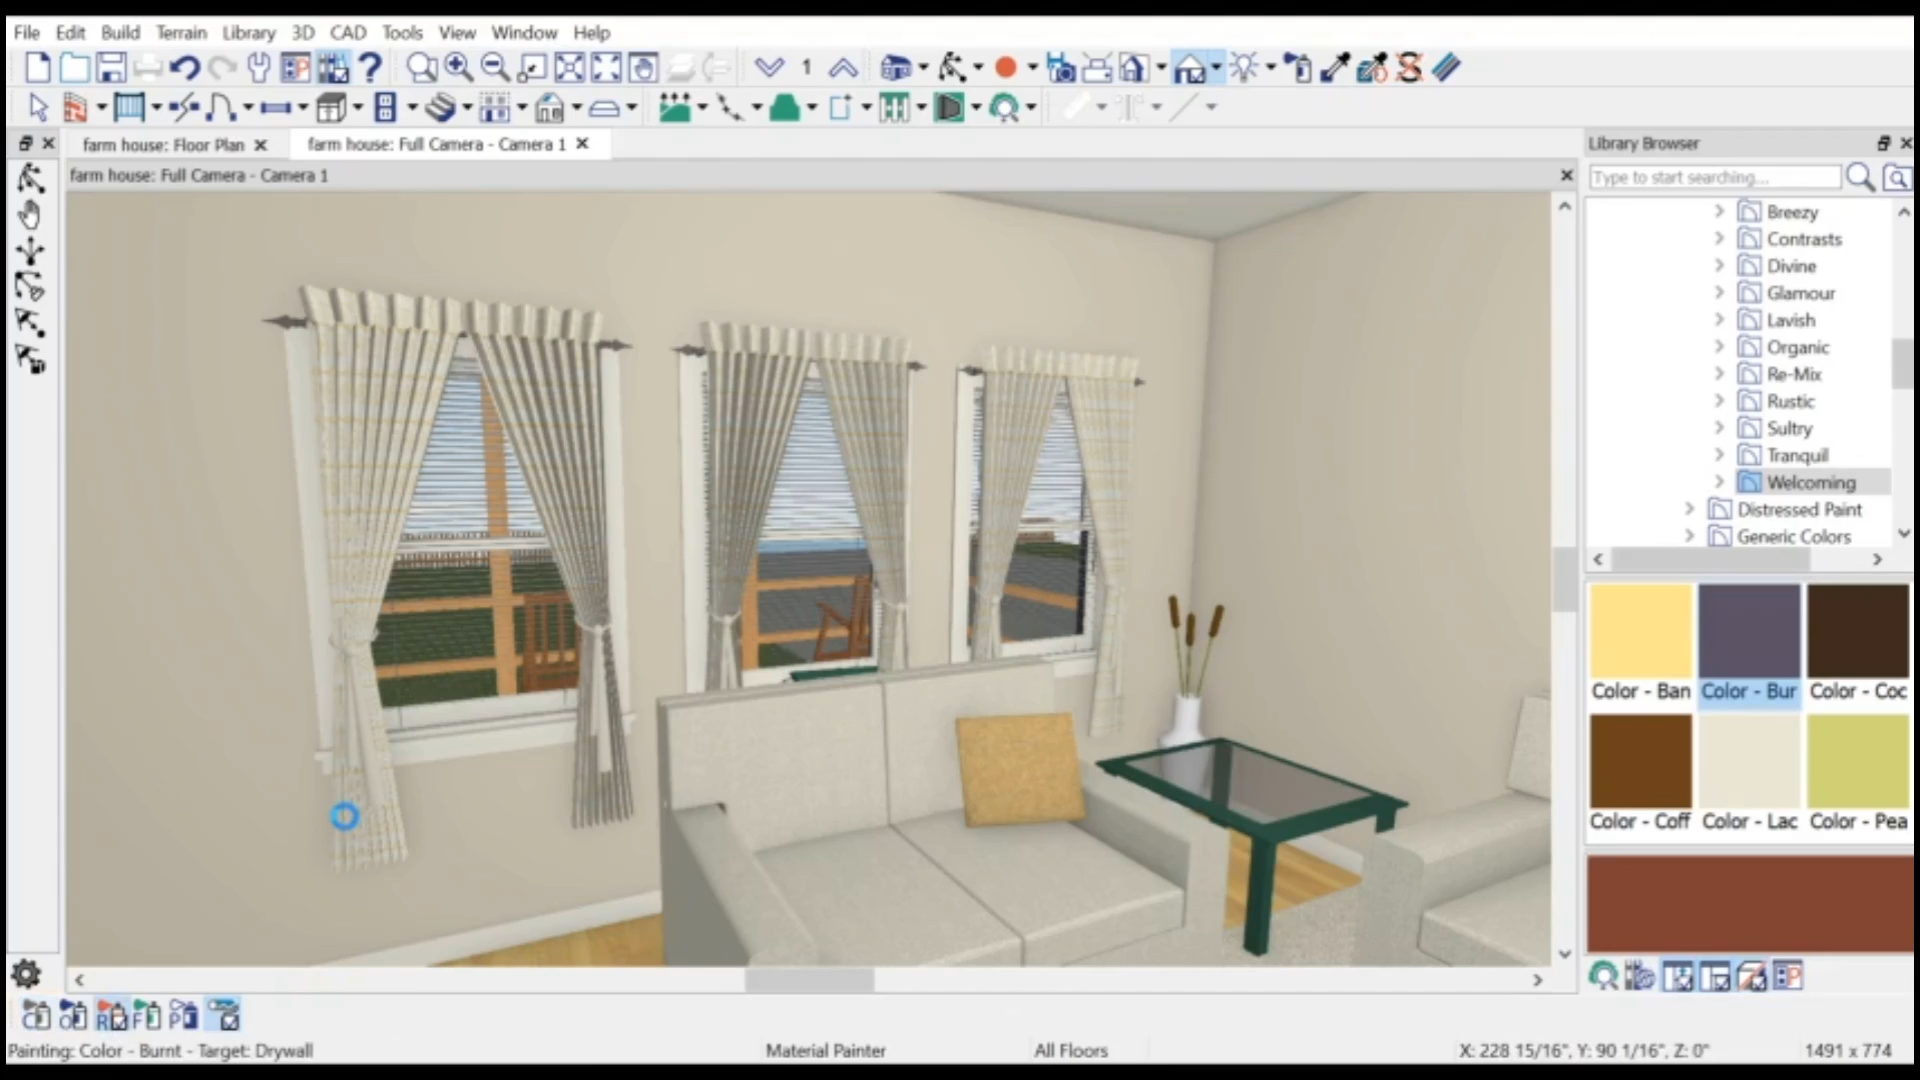 File Edit Build Terrain Library 3D CAD Tools View Window Help
1
farm house: Floor Plan
farm house: Full Camera - Camera 1
farm house: Full Camera - Camera 1
Library Browser
Type to start searching...
Breezy
Contrasts
Divine
Glamour
Lavish
Organic
Re-Mix
Rustic
Sultry
Tranquil
Welcoming
Distressed Paint
Generic Colors
Color - Ban Color - Bur Color - Coc
Color - Coff Color - Lac Color - Pea
Painting: Color - Burnt - Target: Drywall
Material Painter
All Floors
X: 228 15/16", Y: 90 1/16", Z: 0"
1491 x 774